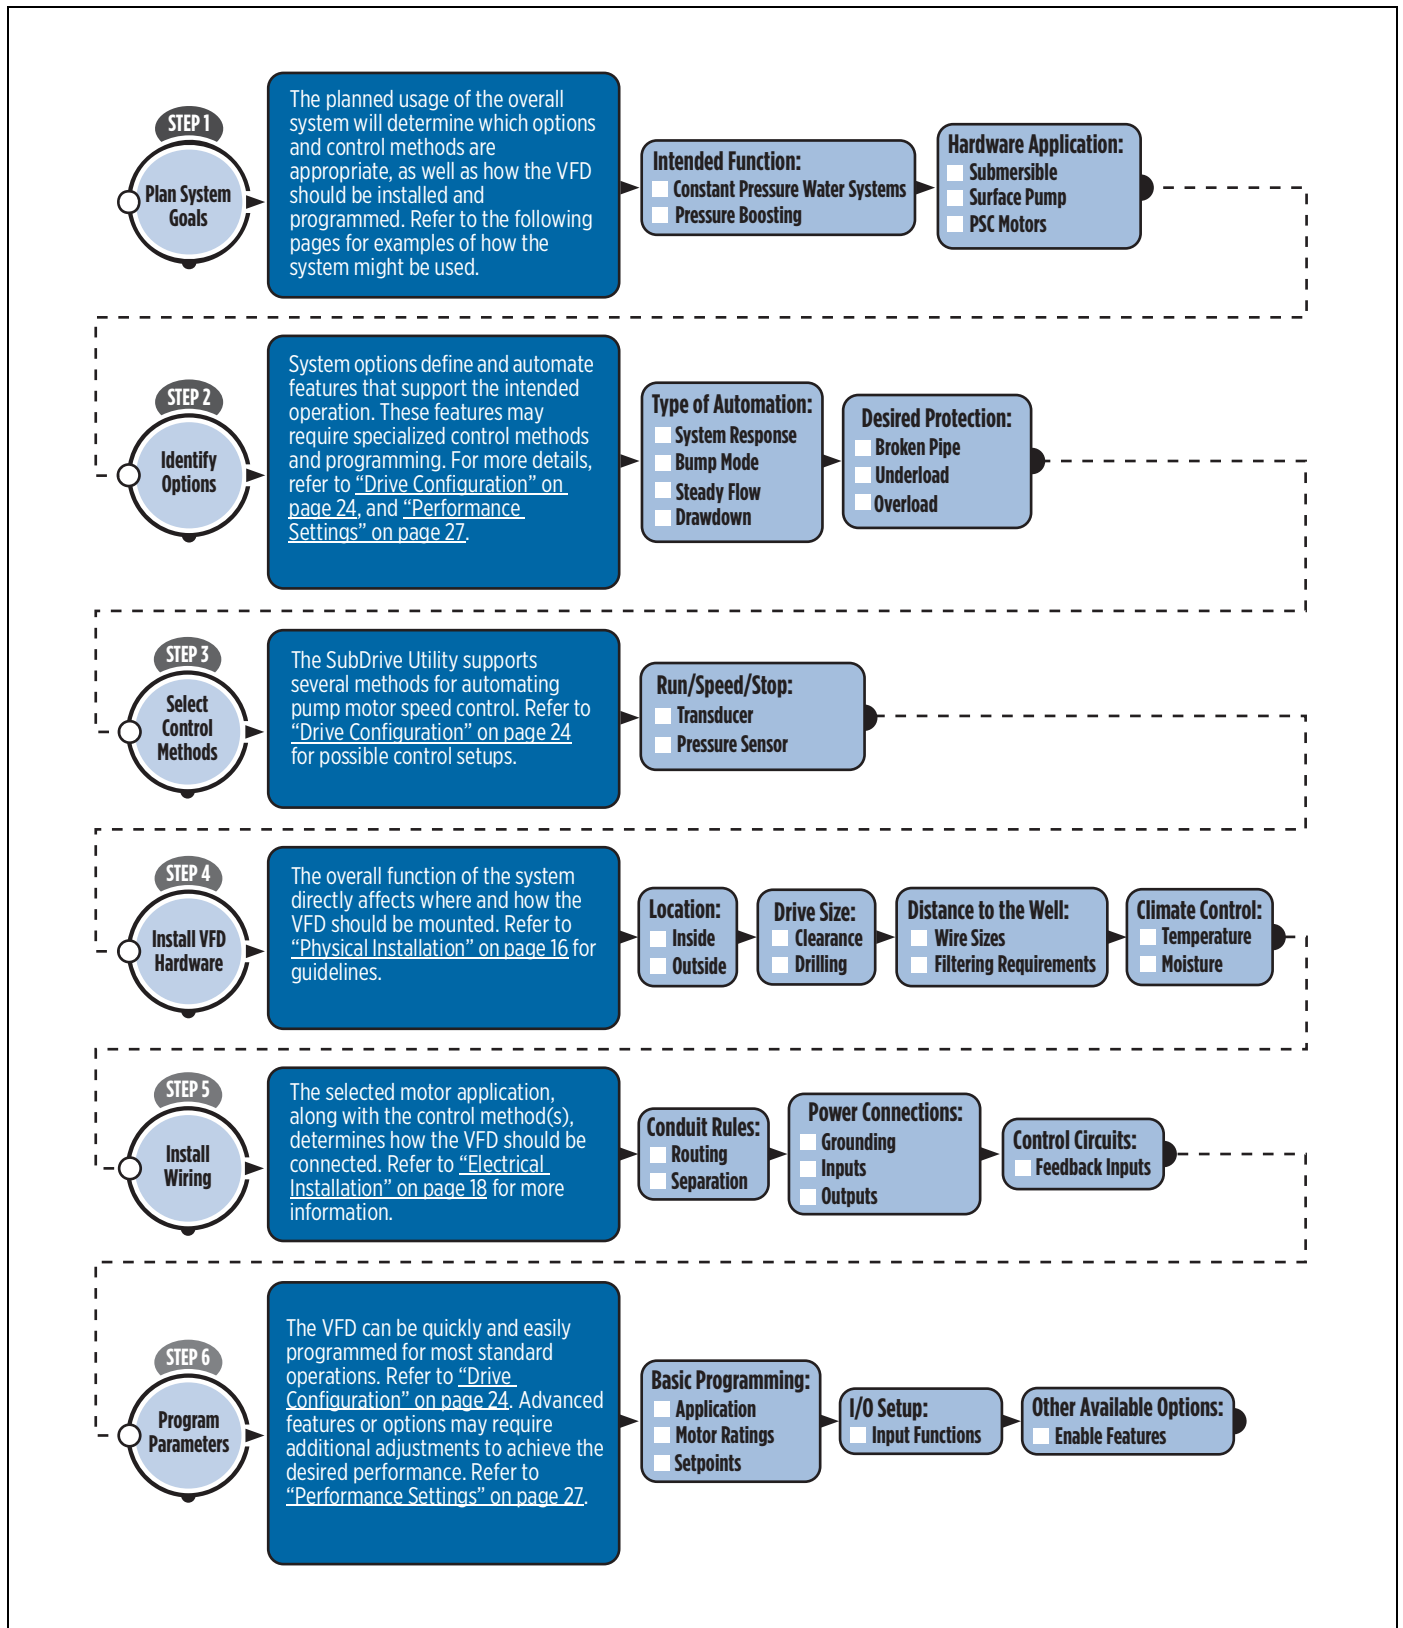 STEP 1
Plan System
Goals
The planned usage of the overall
system will determine which options
and control methods are
appropriate, as well as how the VFD
should be installed and
programmed. Refer to the following
pages for examples of how the
system might be used.
Intended Function:
Constant Pressure Water Systems
Pressure Boosting
Hardware Application:
Submersible
Surface Pump
PSC Motors
STEP 2
Identify
Options
System options define and automate
features that support the intended
operation. These features may
require specialized control methods
and programming. For more details,
refer to “Drive Configuration” on
page 24, and “Performance
Settings” on page 27.
Type of Automation:
System Response
Bump Mode
Steady Flow
Drawdown
Desired Protection:
Broken Pipe
Underload
Overload
STEP 3
Select
Control
Methods
The SubDrive Utility supports
several methods for automating
pump motor speed control. Refer to
“Drive Configuration” on page 24
for possible control setups.
Run/Speed/Stop:
Transducer
Pressure Sensor
STEP 4
Install VFD
Hardware
The overall function of the system
directly affects where and how the
VFD should be mounted. Refer to
“Physical Installation” on page 16 for
guidelines.
Location:
Inside
Outside
Drive Size:
Clearance
Drilling
Distance to the Well:
Wire Sizes
Filtering Requirements
Climate Control:
Temperature
Moisture
STEP 5
Install
Wiring
The selected motor application,
along with the control method(s),
determines how the VFD should be
connected. Refer to “Electrical
Installation” on page 18 for more
information.
Conduit Rules:
Routing
Separation
Power Connections:
Grounding
Inputs
Outputs
Control Circuits:
Feedback Inputs
STEP 6
Program
Parameters
The VFD can be quickly and easily
programmed for most standard
operations. Refer to “Drive
Configuration” on page 24. Advanced
features or options may require
additional adjustments to achieve the
desired performance. Refer to
“Performance Settings” on page 27.
Basic Programming:
Application
Motor Ratings
Setpoints
I/O Setup:
Input Functions
Other Available Options:
Enable Features